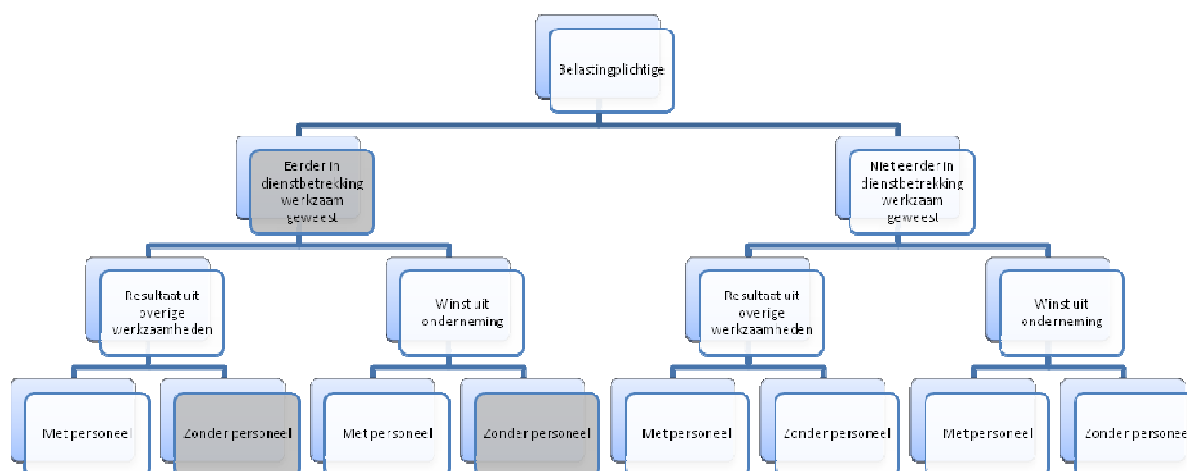 Belastingplichtige
Eerder in
dienstbetrekking
werkzaam
geweest
Niet eerder in
dienstbetrekking
werkzaam
geweest
Resultaat uit
overige
werkzaamheden
Winst uit
onderneming
Resultaat uit
overige
werkzaamheden
Winst uit
onderneming
Met personeel
Zonder personeel
Met personeel
Zonder personeel
Met personeel
Zonder personeel
Met personeel
Zonder personeel